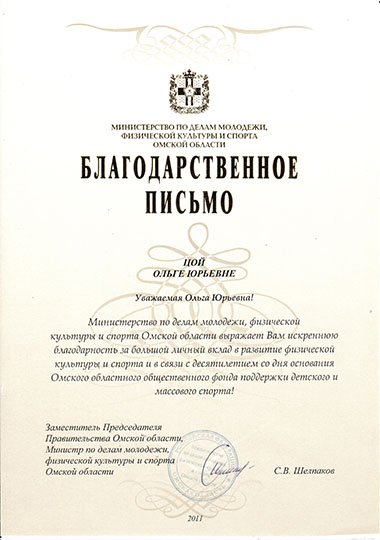 МИНИСТЕРСТВО ПО ДЕЛАМ МОЛОДЕЖИ,
ФИЗИЧЕСКОЙ КУЛЬТУРЫ И СПОРТА
ОМСКОЙ ОБЛАСТИ
БЛАГОДАРСТВЕННОЕ
ПИСЬМО
ЦОЙ
ОЛЬГЕ ЮРЬЕВНЕ
Уважаемая Ольга Юрьевна!
Министерство по делам молодежи, физической
культуры и спорта Омской области выражает Вам искреннюю
благодарность за большой личный вклад в развитие физической
культуры и спорта и в связи с десятилетием со дня основания
Омского областного общественного фонда поддержки детского и
массового спорта!
Заместитель Председателя
Правительства Омской области,
Министр по делам молодежи,
физической культуры и спорта
Омской области
С.В. Шелпаков
2011